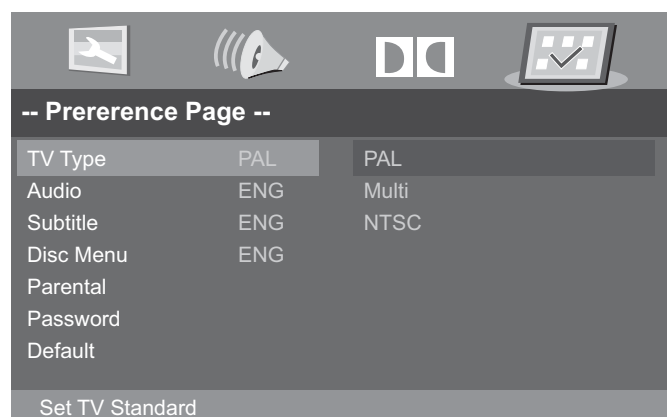 -- Prererence Page --
TV Type PAL PAL
Audio ENG Multi
Subtitle ENG NTSC
Disc Menu ENG
Parental
Password
Default
Set TV Standard